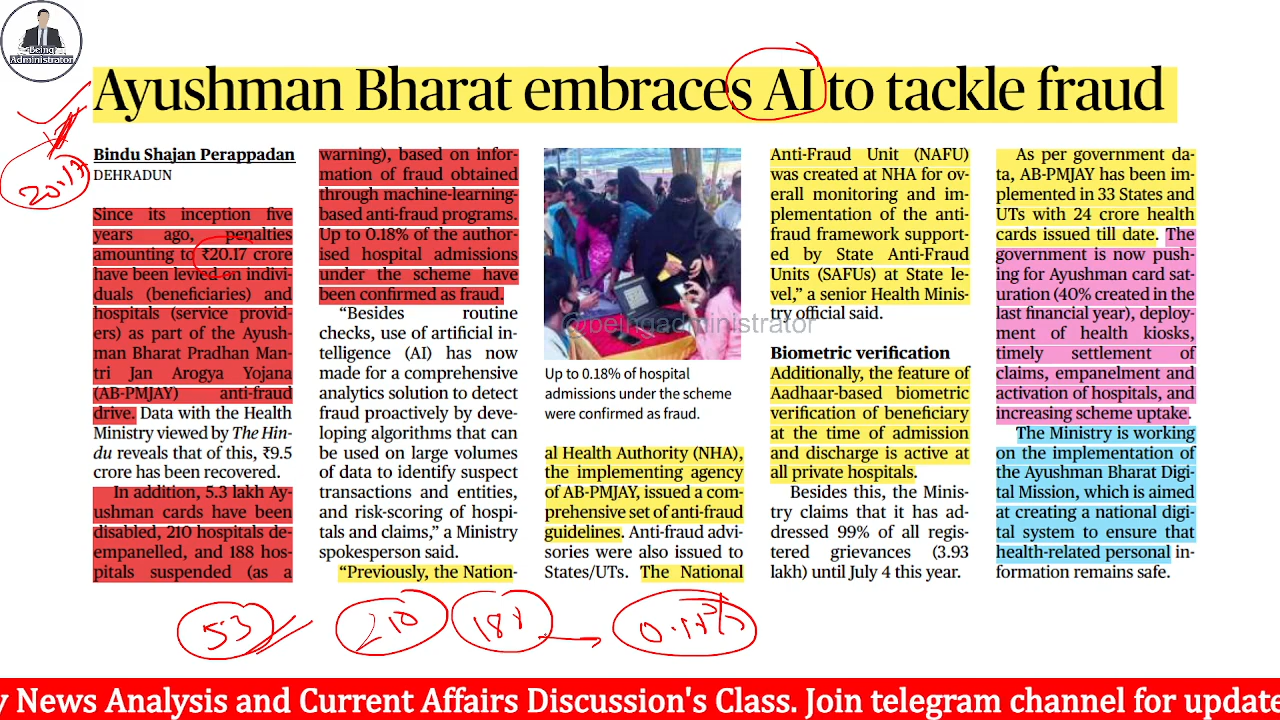 Being
Administrator
Ayushman Bharat embraces AI to tackle fraud
20.17
Bindu Shajan Perappadan
DEHRADUN
Since its inception five
years ago, penalties
amounting to ₹20.17 crore
have been levied on indivi-
duals (beneficiaries) and
hospitals (service provid-
ers) as part of the Ayush-
man Bharat Pradhan Man-
tri Jan Arogya Yojana
(AB-PMJAY) anti-fraud
drive. Data with the Health
Ministry viewed by The Hin-
du reveals that of this, ₹9.5
crore has been recovered.
In addition, 5.3 lakh Ay-
ushman cards have been
disabled, 210 hospitals de-
empanelled, and 188 hos-
pitals suspended (as a
warning), based on infor-
mation of fraud obtained
through machine-learning-
based anti-fraud programs.
Up to 0.18% of the author-
ised hospital admissions
under the scheme have
been confirmed as fraud.
“Besides routine
checks, use of artificial in-
telligence (AI) has now
made for a comprehensive
analytics solution to detect
fraud proactively by deve-
loping algorithms that can
be used on large volumes
of data to identify suspect
transactions and entities,
and risk-scoring of hospi-
tals and claims,” a Ministry
spokesperson said.
“Previously, the Nation-
@beingadministrator
Up to 0.18% of hospital
admissions under the scheme
were confirmed as fraud.
al Health Authority (NHA),
the implementing agency
of AB-PMJAY, issued a com-
prehensive set of anti-fraud
guidelines. Anti-fraud advi-
sories were also issued to
States/UTs. The National
Anti-Fraud Unit (NAFU)
was created at NHA for ov-
erall monitoring and im-
plementation of the anti-
fraud framework support-
ed by State Anti-Fraud
Units (SAFUs) at State le-
vel,” a senior Health Minis-
try official said.
Biometric verification
Additionally, the feature of
Aadhaar-based biometric
verification of beneficiary
at the time of admission
and discharge is active at
all private hospitals.
Besides this, the Minis-
try claims that it has ad-
dressed 99% of all regis-
tered grievances (3.93
lakh) until July 4 this year.
As per government da-
ta, AB-PMJAY has been im-
plemented in 33 States and
UTs with 24 crore health
cards issued till date. The
government is now push-
ing for Ayushman card sat-
uration (40% created in the
last financial year), deploy-
ment of health kiosks,
timely settlement of
claims, empanelment and
activation of hospitals, and
increasing scheme uptake.
The Ministry is working
on the implementation of
the Ayushman Bharat Digi-
tal Mission, which is aimed
at creating a national digi-
tal system to ensure that
health-related personal in-
formation remains safe.
53 210 188 0.18%
y News Analysis and Current Affairs Discussion's Class. Join telegram channel for update